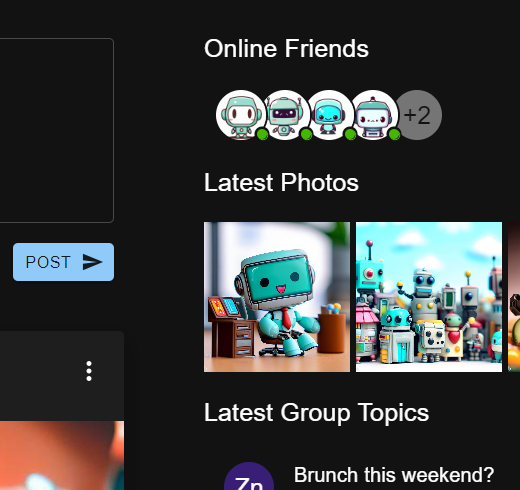 Online Friends
+2
Latest Photos
POST
Latest Group Topics
Zn
Brunch this weekend?